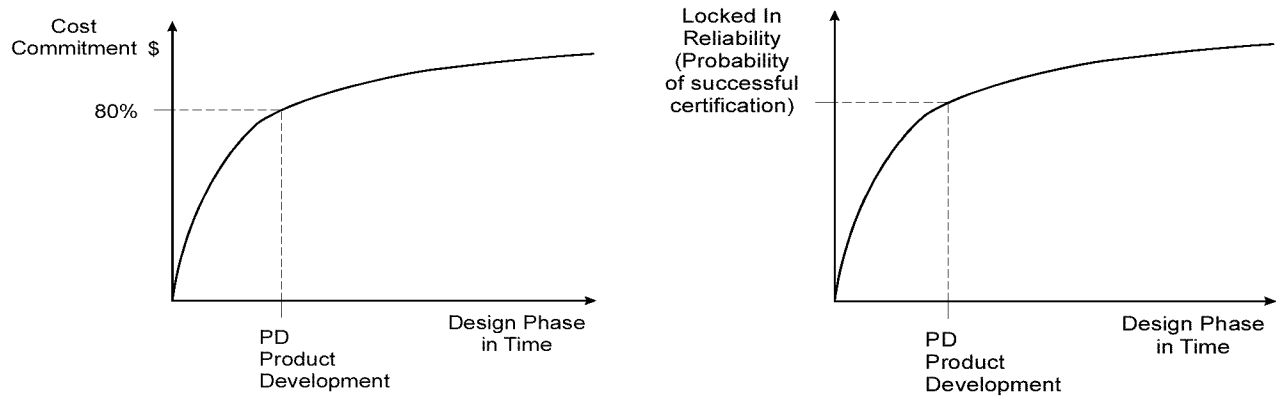 Cost
Commitment $
80%
PD
Product
Development
Design Phase
in Time
Locked In
Reliability
(Probability
of successful
certification)
PD
Product
Development
Design Phase
in Time